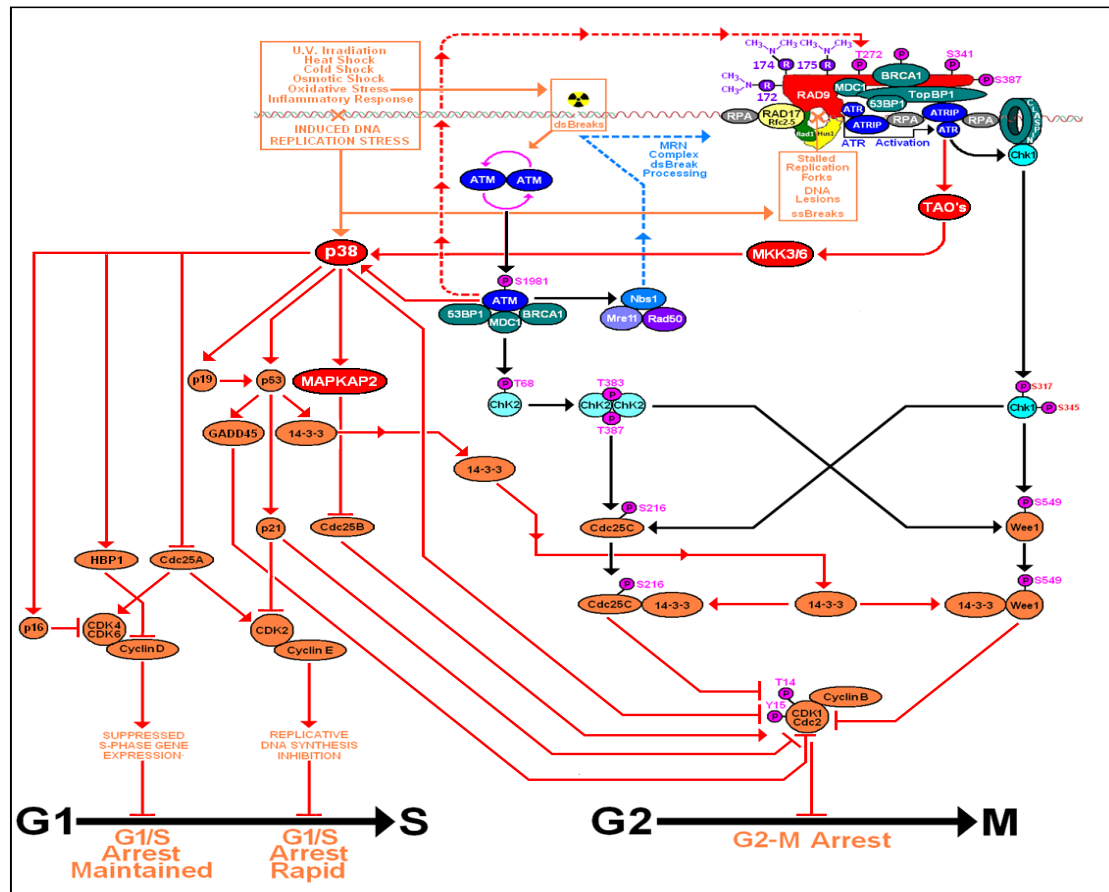 U.V. Irradiation
Heat Shock
Cold Shock
Osmotic Shock
Oxidative Stress
Inflammatory Response
INDUCED DNA
REPLICATION STRESS
dsBreaks
MRN
Complex
dsBreak
Processing
CH3
CH3
N
174
R
CH3
CH3
N
175
R
CH3
CH3
N
172
R
P
T272
P
P
S341
P
S387
BRCA1
RAD9
MDC1
TopBP1
53BP1
RPA
RAD17
Rfc2-5
Rad1
Hus1
ATR
ATRIP
RPA
ATRIP
ATR
RPA
ATR Activation
CLASPIN
Chk1
Stalled
Replication
Forks
DNA
Lesions
ssBreaks
ATM
ATM
TAO's
p38
MKK3/6
P
S1981
ATM
53BP1
MDC1
BRCA1
Nbs1
Mre11
Rad50
p19
p53
MAPKAP2
P
T68
ChK2
T383
P
ChK2
ChK2
P
T387
P
S317
Chk1
P
S345
GADD45
14-3-3
14-3-3
p21
Cdc25B
P
S216
Cdc25C
P
S549
Wee1
HBP1
Cdc25A
P
S216
Cdc25C
14-3-3
14-3-3
14-3-3
P
S549
Wee1
p16
CDK4
CDK6
Cyclin D
CDK2
Cyclin E
T14
P
Y15
P
Cyclin B
CDK1
Cdc2
SUPPRESSED
S-PHASE GENE
EXPRESSION
REPLICATIVE
DNA SYNTHESIS
INHIBITION
G1
S
G2
M
G1/S
Arrest
Maintained
G1/S
Arrest
Rapid
G2-M Arrest